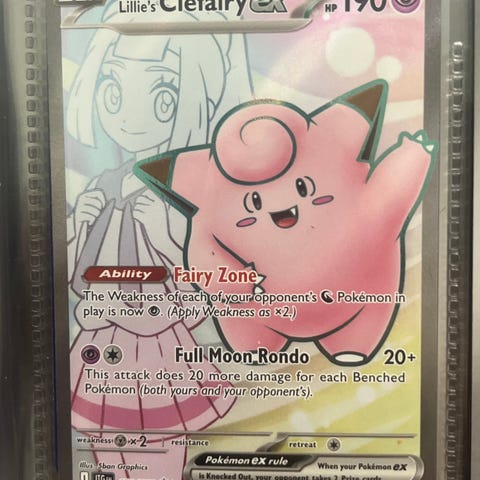 Lillie's Clefairy ex HP 190
Ability Fairy Zone
The Weakness of each of your opponent's Pokémon in
play is now . (Apply Weakness as ×2.)
Full Moon Rondo 20+
This attack does 20 more damage for each Benched
Pokémon (both yours and your opponent's).
weakness ×2 resistance retreat
Illus. 5ban Graphics
Pokémon ex rule
When your Pokémon ex
is Knocked Out, your opponent takes 2 Prize cards.